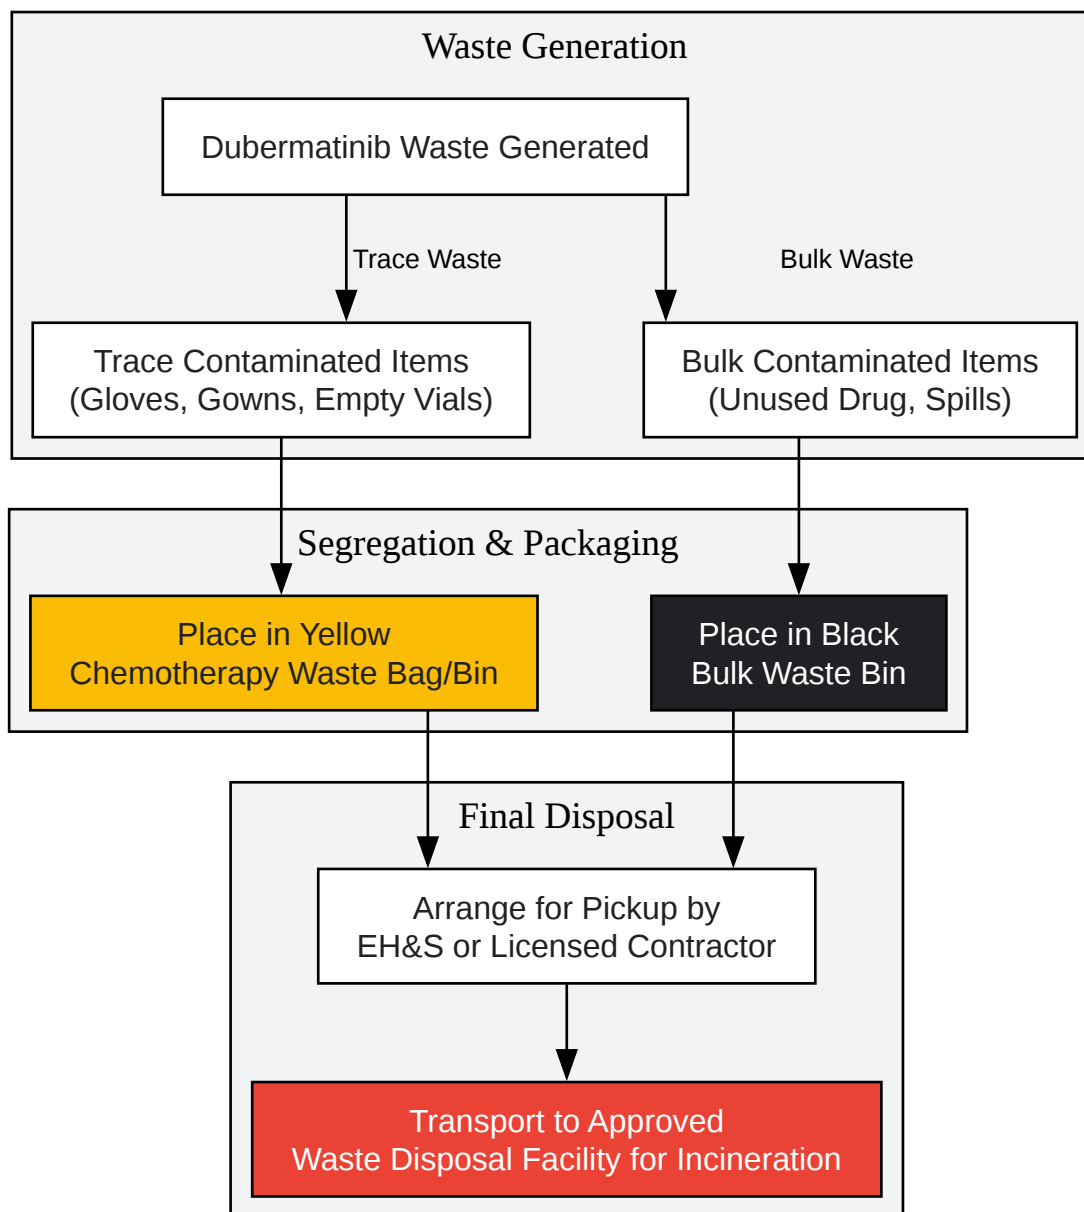 Waste Generation
Dubermatinib Waste Generated
Trace Waste
Bulk Waste
Trace Contaminated Items
(Gloves, Gowns, Empty Vials)
Bulk Contaminated Items
(Unused Drug, Spills)
Segregation & Packaging
Place in Yellow
Chemotherapy Waste Bag/Bin
Place in Black
Bulk Waste Bin
Final Disposal
Arrange for Pickup by
EH&S or Licensed Contractor
Transport to Approved
Waste Disposal Facility for Incineration